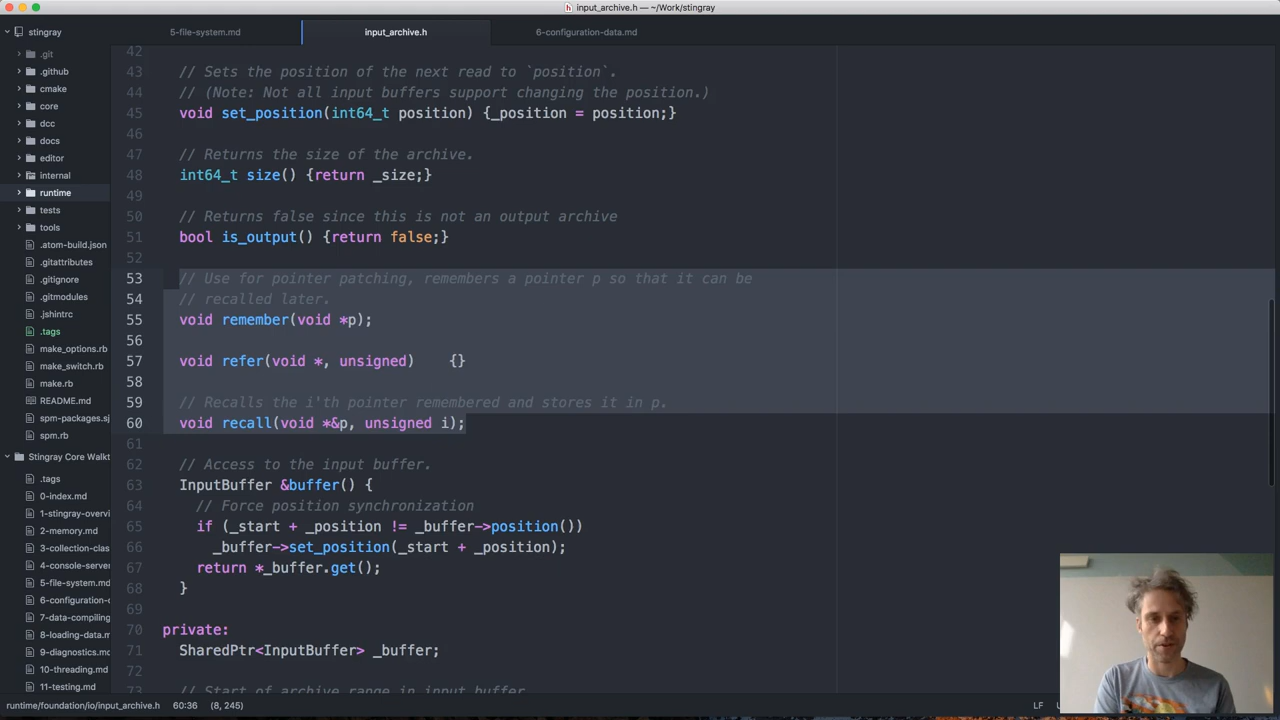 input_archive.h — ~/Work/stingray
stingray
.git
.github
cmake
core
dcc
docs
editor
internal
runtime
tests
tools
.atom-build.json
.gitattributes
.gitignore
.gitmodules
.jshintrc
.tags
make_options.rb
make_switch.rb
make.rb
README.md
spm-packages.sj
spm.rb
Stingray Core Walkt
.tags
0-index.md
1-stingray-overvi
2-memory.md
3-collection-clas
4-console-server
5-file-system.md
6-configuration-d
7-data-compiling
8-loading-data.m
9-diagnostics.mc
10-threading.md
11-testing.md
5-file-system.md
input_archive.h
6-configuration-data.md
42
43 // Sets the position of the next read to `position`.
44 // (Note: Not all input buffers support changing the position.)
45 void set_position(int64_t position) {_position = position;}
46
47 // Returns the size of the archive.
48 int64_t size() {return _size;}
49
50 // Returns false since this is not an output archive
51 bool is_output() {return false;}
52
53 // Use for pointer patching, remembers a pointer p so that it can be
54 // recalled later.
55 void remember(void *p);
56
57 void refer(void *, unsigned) {}
58
59 // Recalls the i'th pointer remembered and stores it in p.
60 void recall(void *&p, unsigned i);
61
62 // Access to the input buffer.
63 InputBuffer &buffer() {
64 // Force position synchronization
65 if (_start + _position != _buffer->position())
66 _buffer->set_position(_start + _position);
67 return *_buffer.get();
68 }
69
70 private:
71 SharedPtr<InputBuffer> _buffer;
72
73 // Start of archive range in input buffer
runtime/foundation/io/input_archive.h 60:36 (8, 245)
LF